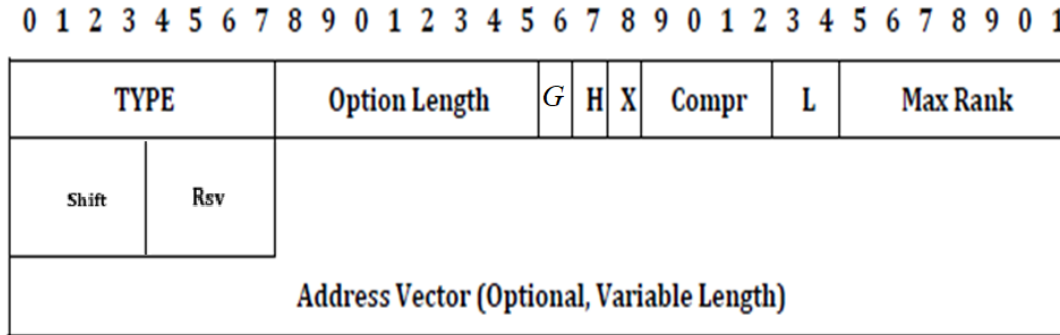 0 1 2 3 4 5 6 7 8 9 0 1 2 3 4 5 6 7 8 9 0 1 2 3 4 5 6 7 8 9 0 1
TYPE Option Length G H X Compr L Max Rank
Shift Rsv
Address Vector (Optional, Variable Length)